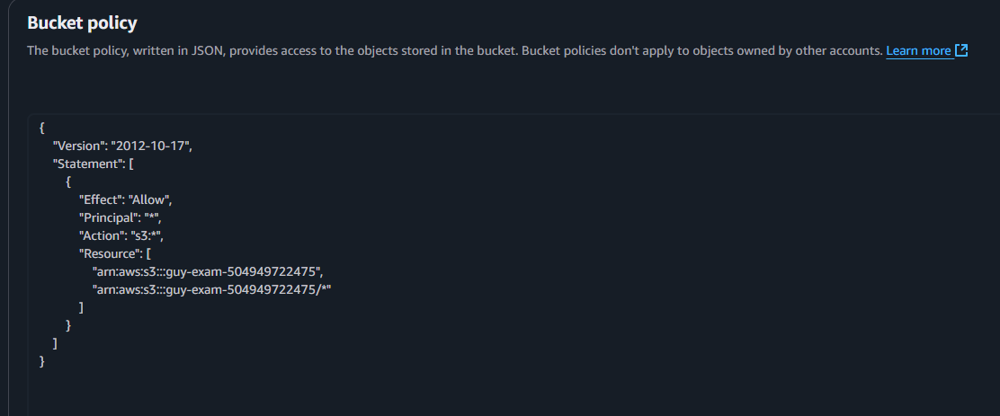 Bucket policy
The bucket policy, written in JSON, provides access to the objects stored in the bucket. Bucket policies don't apply to objects owned by other accounts. Learn more
{
"Version": "2012-10-17",
"Statement": [
{
"Effect": "Allow",
"Principal": "*",
"Action": "s3:*",
"Resource": [
"arn:aws:s3:::guy-exam-504949722475",
"arn:aws:s3:::guy-exam-504949722475/*"
]
}
]
}